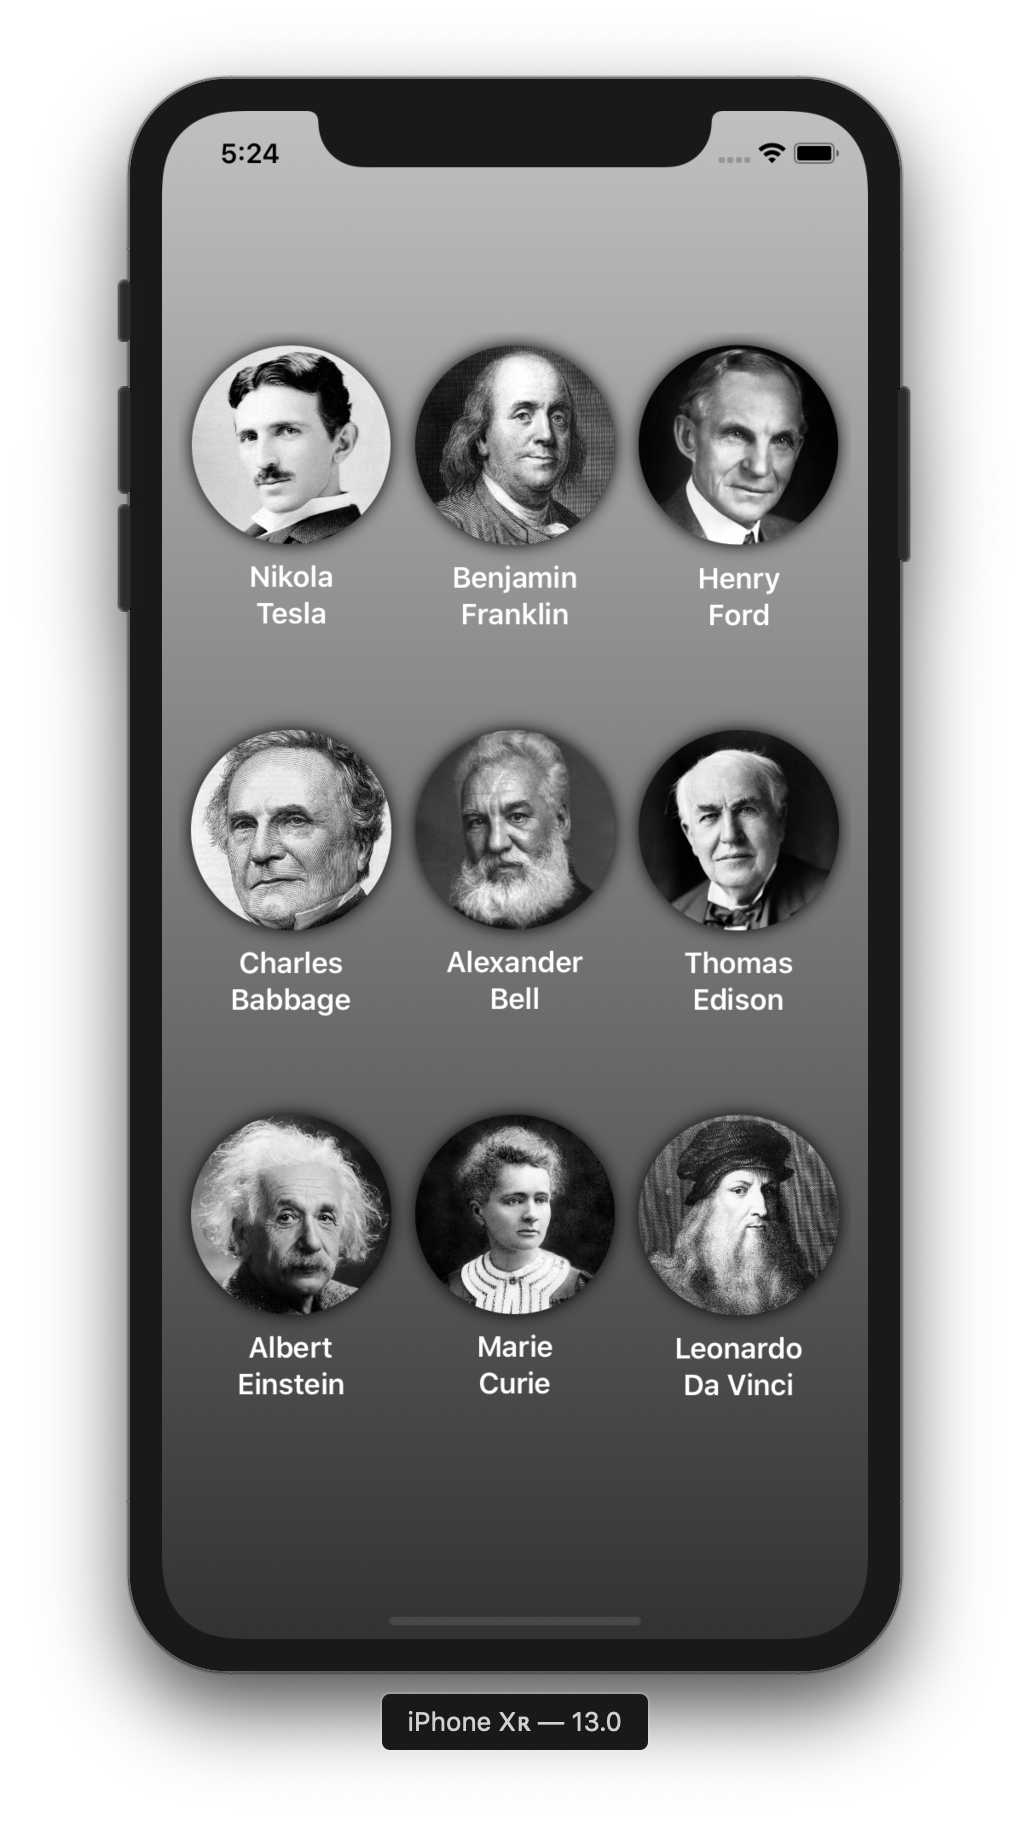 5:24
Nikola
Tesla
Benjamin
Franklin
Henry
Ford
Charles
Babbage
Alexander
Bell
Thomas
Edison
Albert
Einstein
Marie
Curie
Leonardo
Da Vinci
iPhone Xʀ — 13.0